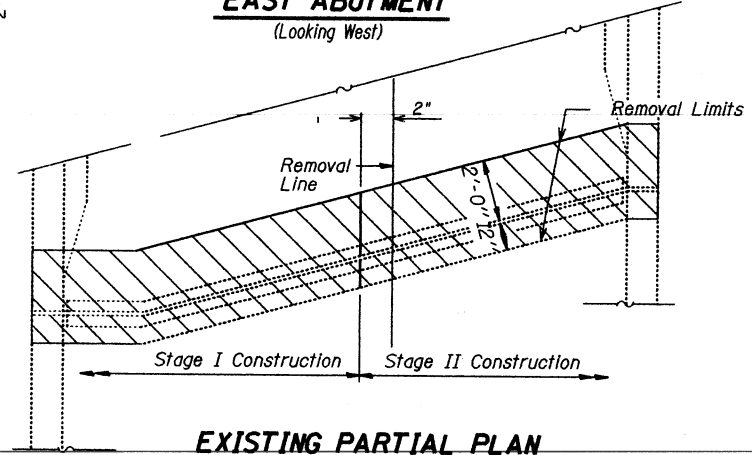 EAST ABUTMENT
(Looking West)
2"
Removal Limits
Removal
Line
2'-0"
12"
Stage I Construction
Stage II Construction
EXISTING PARTIAL PLAN